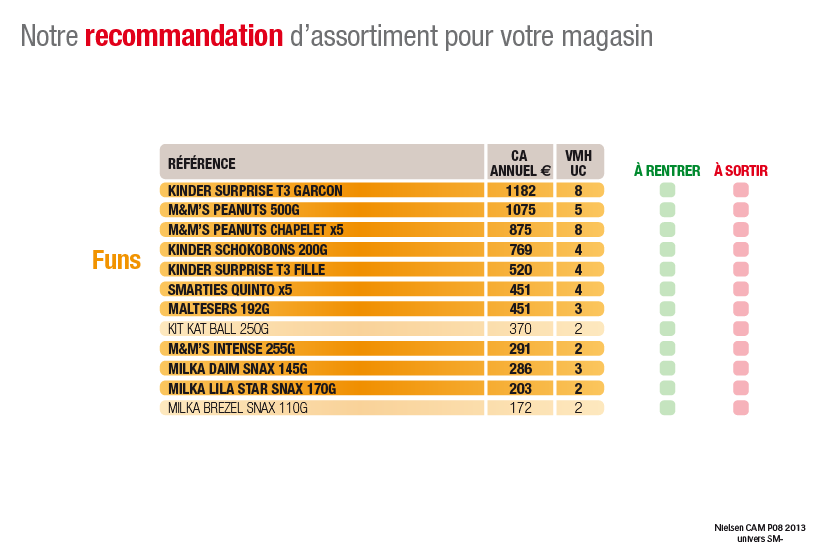 Notre recommandation d'assortiment pour votre magasin
RÉFÉRENCE
CA
ANNUEL €
VMH
UC
À RENTRER
À SORTIR
Funs
KINDER SURPRISE T3 GARCON 1182 8
M&M'S PEANUTS 500G 1075 5
M&M'S PEANUTS CHAPELET x5 875 8
KINDER SCHOKOBONS 200G 769 4
KINDER SURPRISE T3 FILLE 520 4
SMARTIES QUINTO x5 451 4
MALTESERS 192G 451 3
KIT KAT BALL 250G 370 2
M&M'S INTENSE 255G 291 2
MILKA DAIM SNAX 145G 286 3
MILKA LILA STAR SNAX 170G 203 2
MILKA BREZEL SNAX 110G 172 2
Nielsen CAM P08 2013
univers SM-